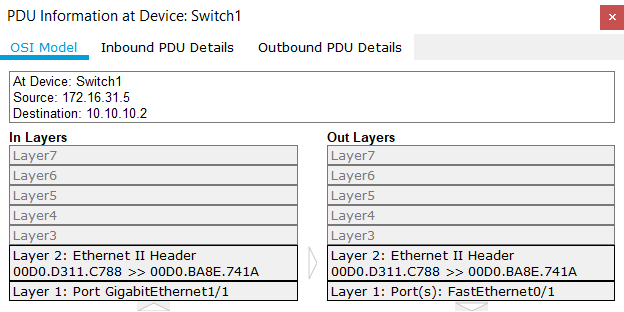 PDU Information at Device: Switch1
OSI Model Inbound PDU Details Outbound PDU Details
At Device: Switch1
Source: 172.16.31.5
Destination: 10.10.10.2
In Layers
Layer7
Layer6
Layer5
Layer4
Layer3
Layer 2: Ethernet II Header
00D0.D311.C788 >> 00D0.BA8E.741A
Layer 1: Port GigabitEthernet1/1
Out Layers
Layer7
Layer6
Layer5
Layer4
Layer3
Layer 2: Ethernet II Header
00D0.D311.C788 >> 00D0.BA8E.741A
Layer 1: Port(s): FastEthernet0/1